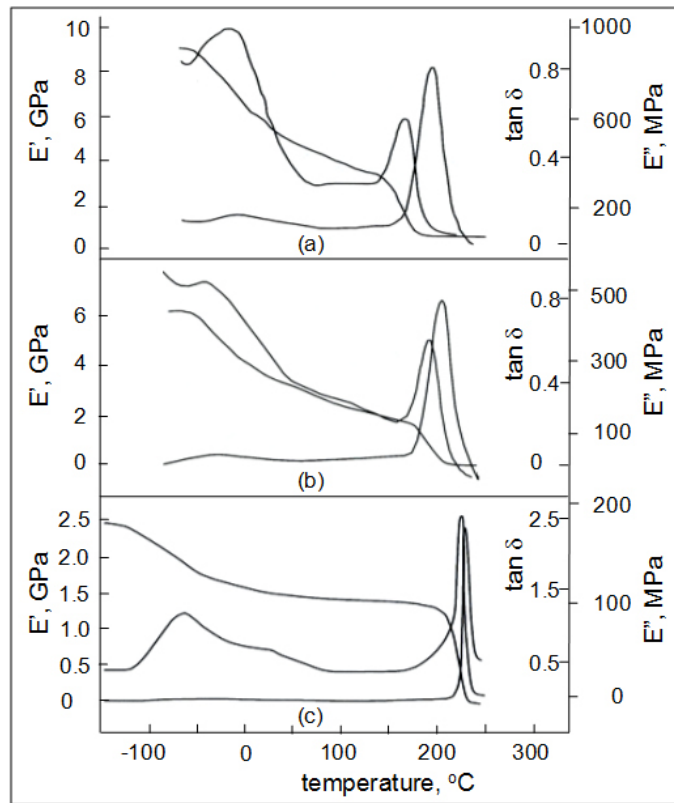 10
8
6
4
2
0
E', GPa
0.8
0.4
0
tan δ
1000
600
200
E'', MPa
(a)
6
4
2
0
E', GPa
0.8
0.4
0
tan δ
500
300
100
E'', MPa
(b)
2.5
2.0
1.5
1.0
0.5
0
E', GPa
2.5
1.5
0.5
tan δ
200
100
0
E'', MPa
(c)
-100 0 100 200 300
temperature, °C